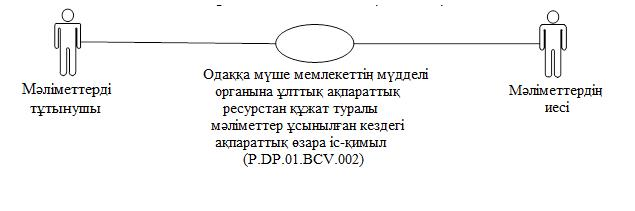 Мәліметтерді
тұтынушы
Одаққа мүше мемлекеттің мүдделі
органына ұлттық ақпараттық
ресурстан құжат туралы
мәліметтер ұсынылған кездегі
ақпараттық өзара іс-қимыл
(P.DP.01.BCV.002)
Мәліметтердің
иесі